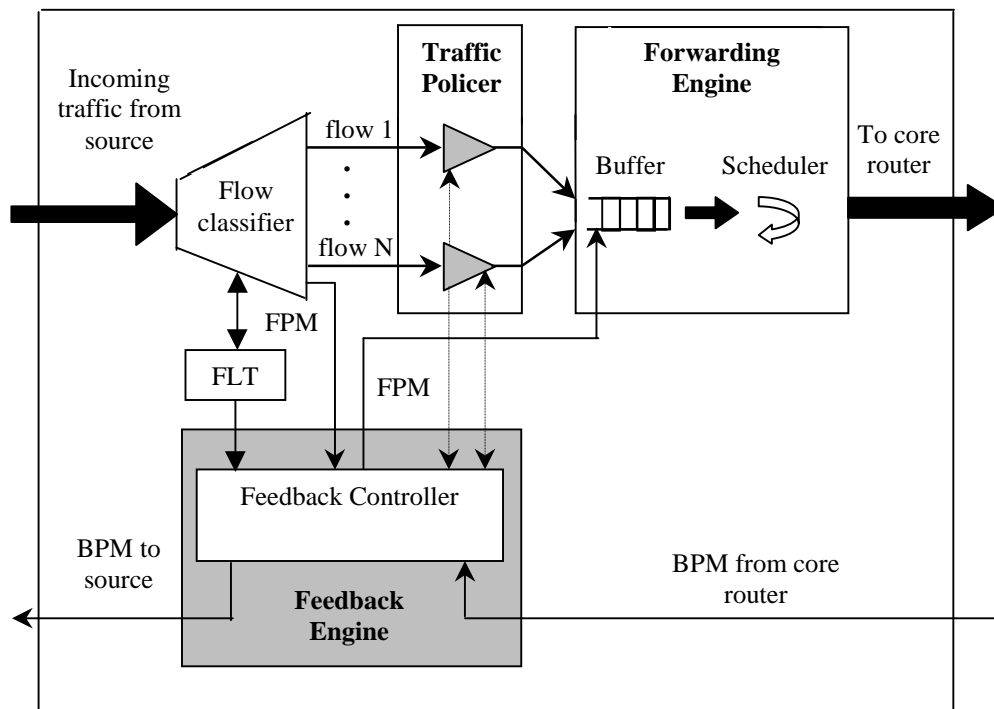 Incoming
traffic from
source
Traffic
Policer
Forwarding
Engine
To core
router
flow 1
Flow
classifier
flow N
Buffer
Scheduler
FPM
FLT
FPM
Feedback Controller
BPM to
source
Feedback
Engine
BPM from core
router